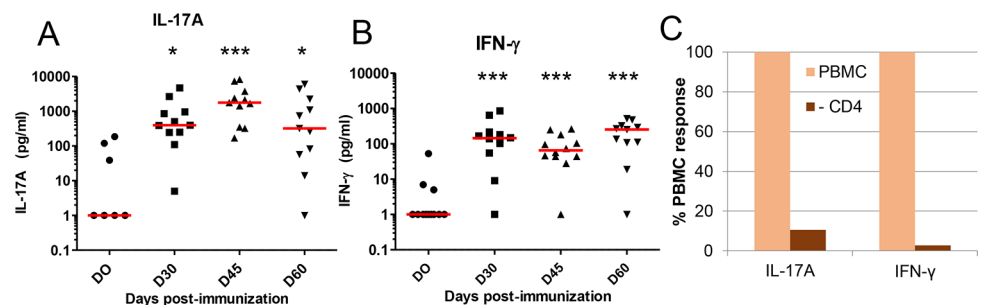 A
IL-17A
* *** *
IL-17A (pg/ml)
10000
1000
100
10
1
0.1
DO D30 D45 D60
Days post-immunization
B
IFN-γ
*** *** ***
IFN-γ (pg/ml)
10000
1000
100
10
1
0.1
DO D30 D45 D60
Days post-immunization
C
% PBMC response
100
80
60
40
20
0
PBMC
- CD4
IL-17A IFN-γ